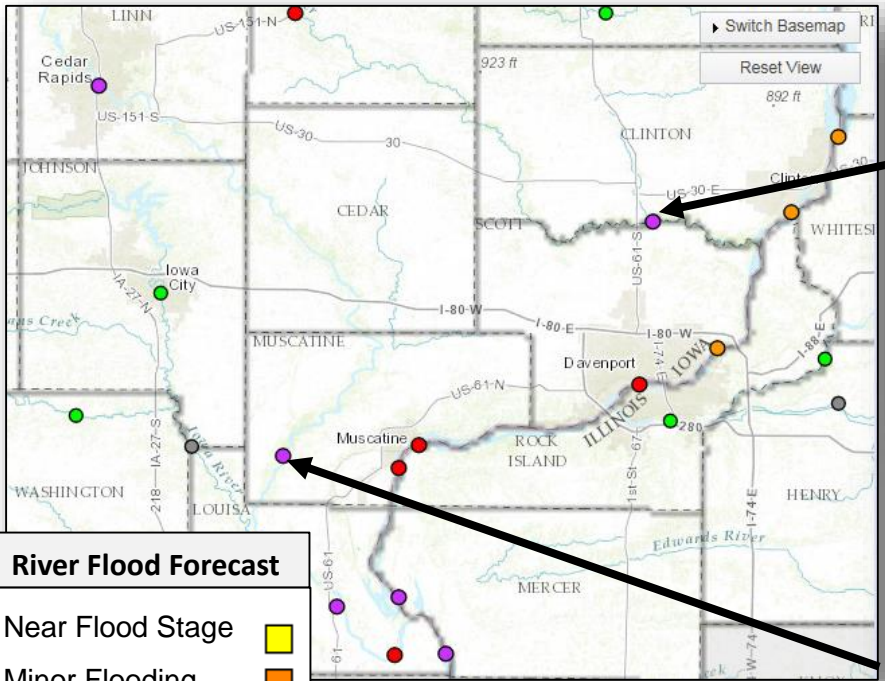 LINN
US-151-N
Switch Basemap
Reset View
Cedar
Rapids
923 ft
892 ft
US-151-S
US-30
30
CLINTON
JOHNSON
US-30-E
CEDAR
SCOTT
Iowa
City
IA-27-N
I-80-W
US-61-S
I-80-E
I-80-W
I-88-E
MUSCATINE
Davenport
I-74-E
IOWA
US-61-N
ILLINOIS
Muscatine
ROCK
ISLAND
280
67
1st-St
218
IA-27-S
Iowa River
WASHINGTON
LOUISA
HENRY
I-74-E
Edwards River
MERCER
US-61
61
W-74
River Flood Forecast
Near Flood Stage
Minor Flooding